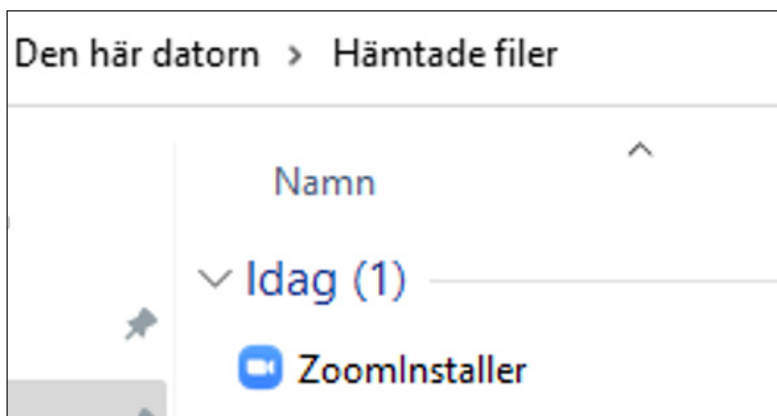 Den här datorn > Hämtade filer
Namn
Idag (1)
ZoomInstaller